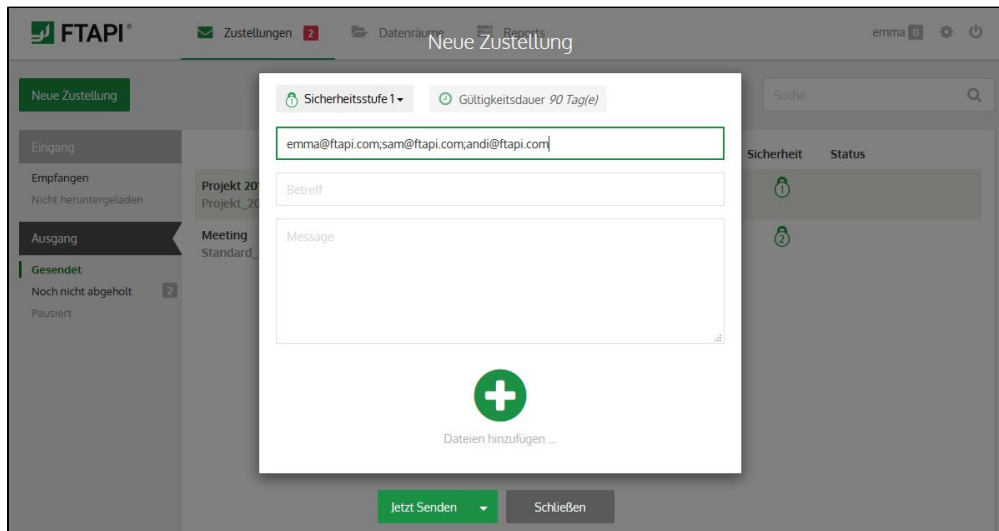 FTAPI®
Zustellungen 2
Datenräume
Reports
emma 0
Neue Zustellung
Neue Zustellung
Sicherheitsstufe 1
Gültigkeitsdauer 90 Tag(e)
Suche
Eingang
Empfangen
Nicht heruntergeladen
Ausgang
Gesendet
Noch nicht abgeholt 2
Pausiert
emma@ftapi.com;sam@ftapi.com;andi@ftapi.com
Betreff
Message
Dateien hinzufügen ...
Sicherheit Status
Projekt 20
Projekt_20
1
Meeting
Standard_
2
Jetzt Senden
Schließen